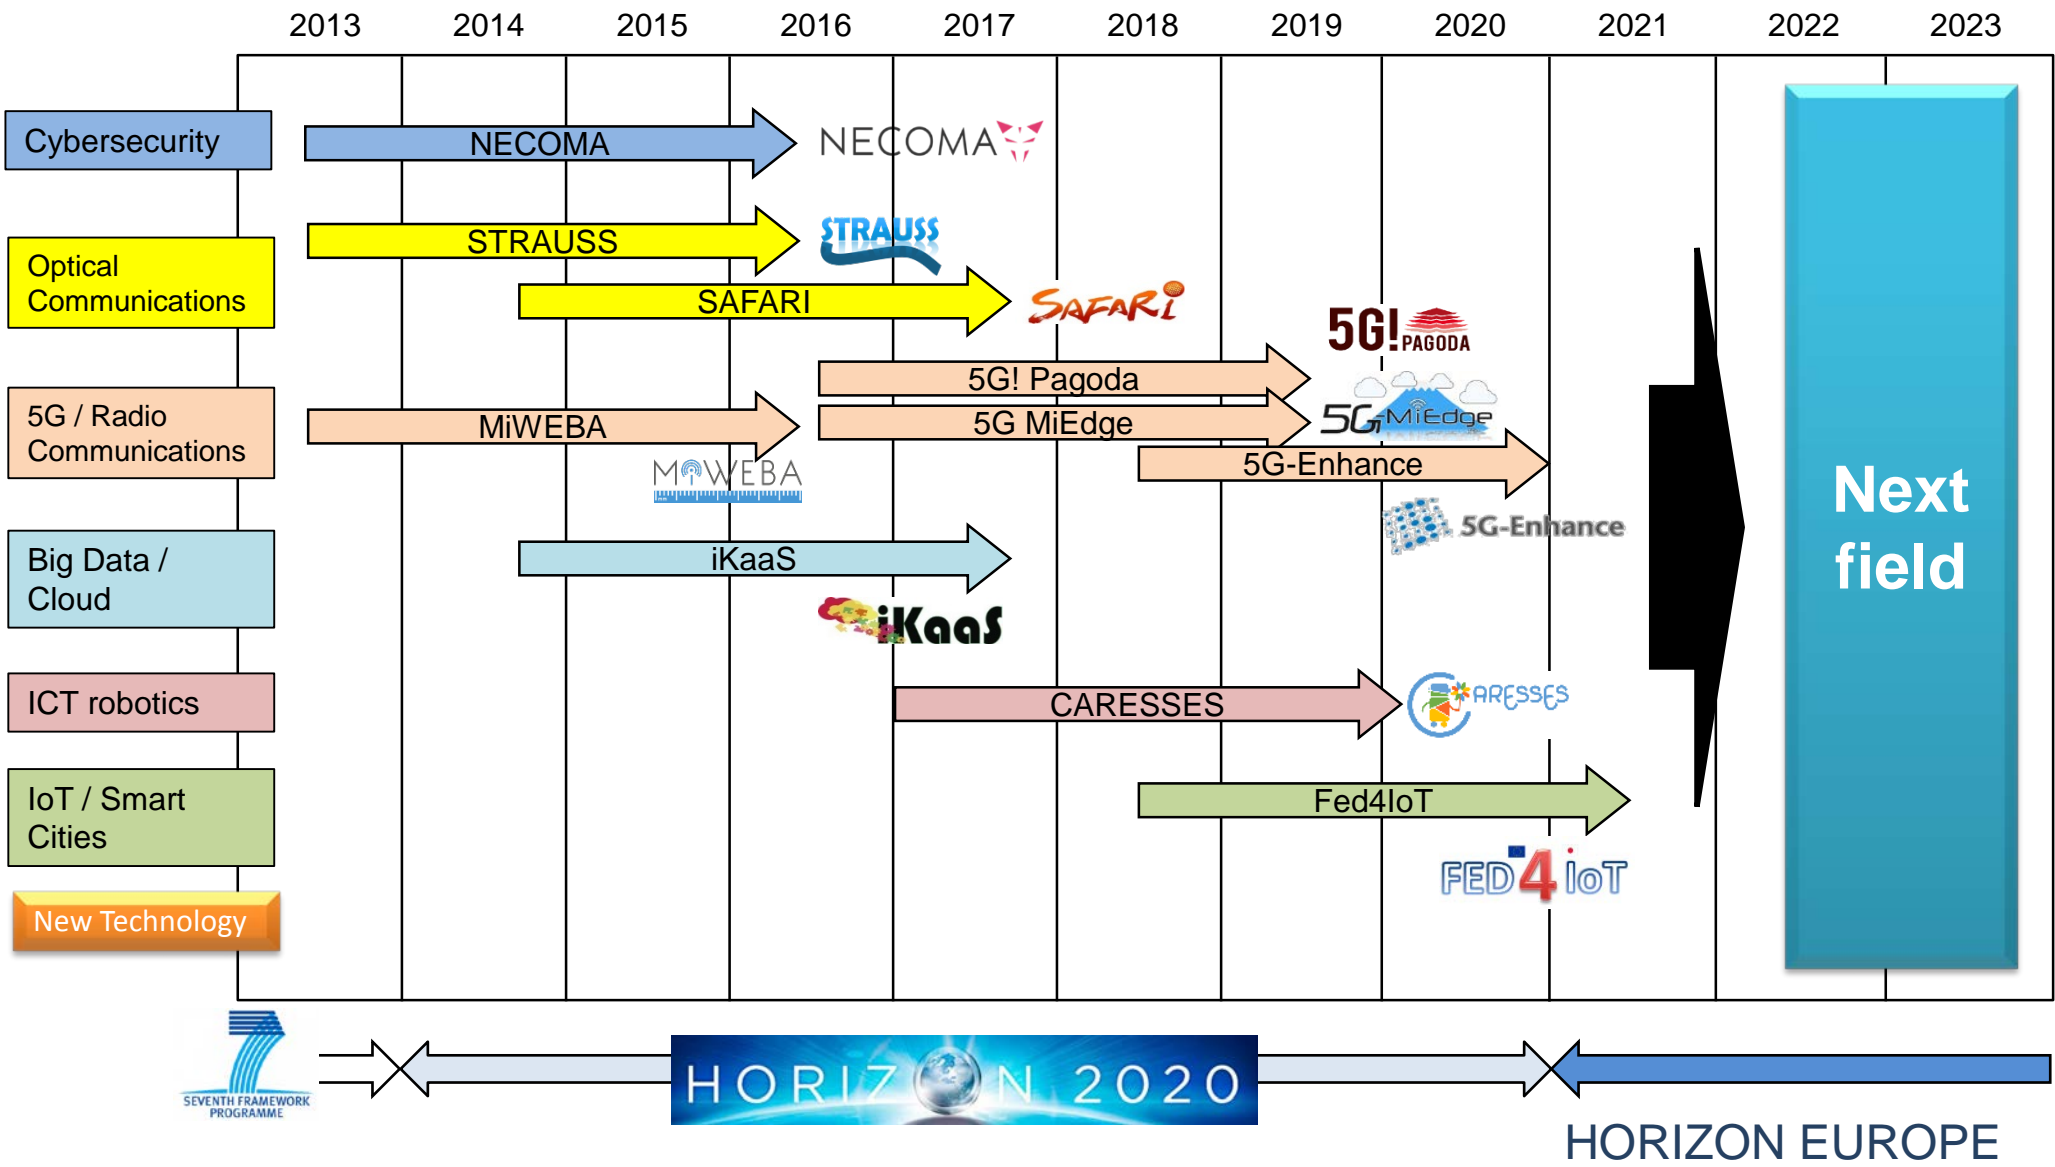 2013 2014 2015 2016 2017 2018 2019 2020 2021 2022 2023
Cybersecurity
NECOMA
NECOMA
Optical
Communications
STRAUSS
STRAUSS
SAFARI
SAFARI
5G!
PAGODA
5G / Radio
Communications
5G! Pagoda
MiWEBA
5G MiEdge
5G-MiEdge
MiWEBA
5G-Enhance
5G-Enhance
Big Data /
Cloud
iKaaS
iKaaS
ICT robotics
CARESSES
CARESSES
IoT / Smart
Cities
Fed4IoT
FED4IoT
New Technology
Next
field
7
SEVENTH FRAMEWORK
PROGRAMME
HORIZON 2020
HORIZON EUROPE